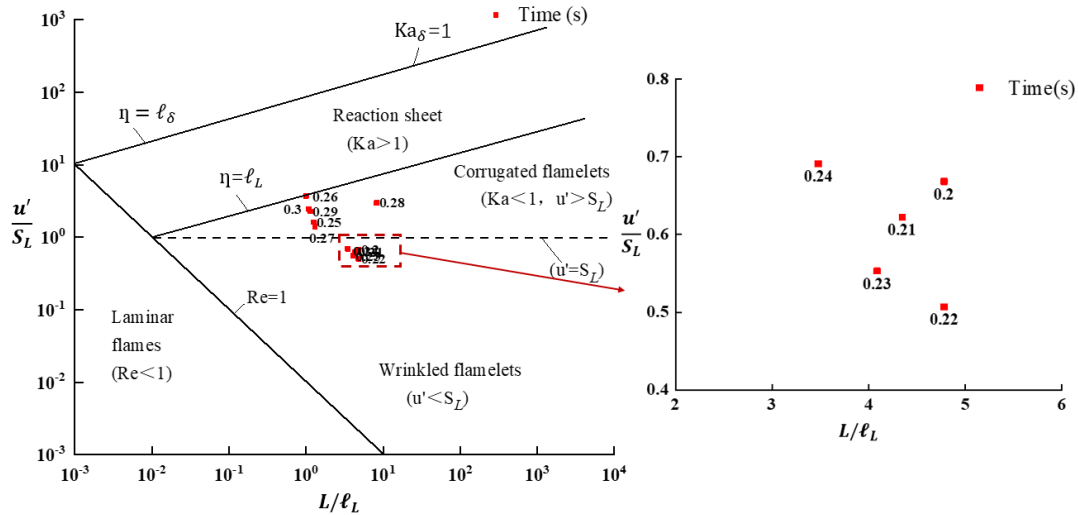 10³
10²
10¹
10⁰
10⁻¹
10⁻²
10⁻³
u'
S_L
Time (s)
Ka_δ=1
η = ℓ_δ
Reaction sheet
(Ka>1)
η=ℓ_L
Corrugated flamelets
(Ka<1, u'>S_L)
0.26
0.3
0.29
0.28
0.25
0.27
0.22
(u'=S_L)
Re=1
Laminar
flames
(Re<1)
Wrinkled flamelets
(u'<S_L)
10⁻³
10⁻²
10⁻¹
10⁰
10¹
10²
10³
10⁴
L/ℓ_L
0.8
0.7
0.6
0.5
0.4
u'
S_L
Time(s)
0.24
0.2
0.21
0.23
0.22
2
3
4
5
6
L/ℓ_L